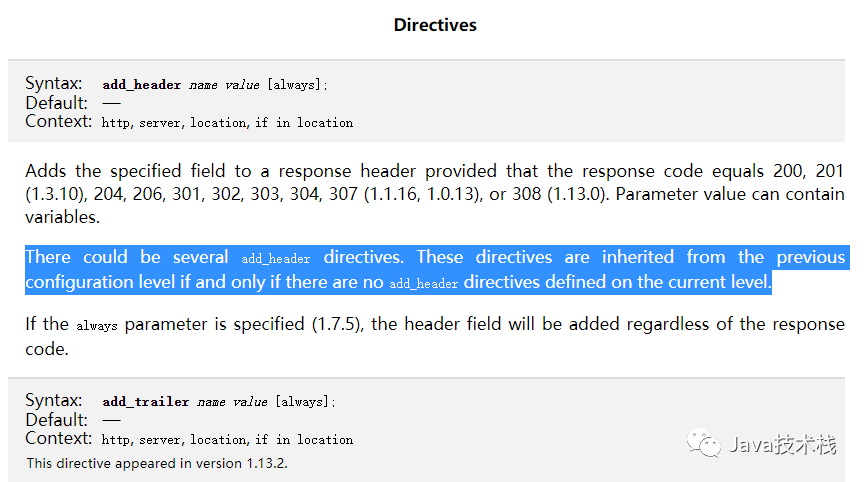 Directives
Syntax: add_header name value [always];
Default: —
Context: http, server, location, if in location
Adds the specified field to a response header provided that the response code equals 200, 201
(1.3.10), 204, 206, 301, 302, 303, 304, 307 (1.1.16, 1.0.13), or 308 (1.13.0). Parameter value can contain
variables.
There could be several add_header directives. These directives are inherited from the previous
configuration level if and only if there are no add_header directives defined on the current level.
If the always parameter is specified (1.7.5), the header field will be added regardless of the response
code.
Syntax: add_trailer name value [always];
Default: —
Context: http, server, location, if in location
This directive appeared in version 1.13.2.
Java技术栈